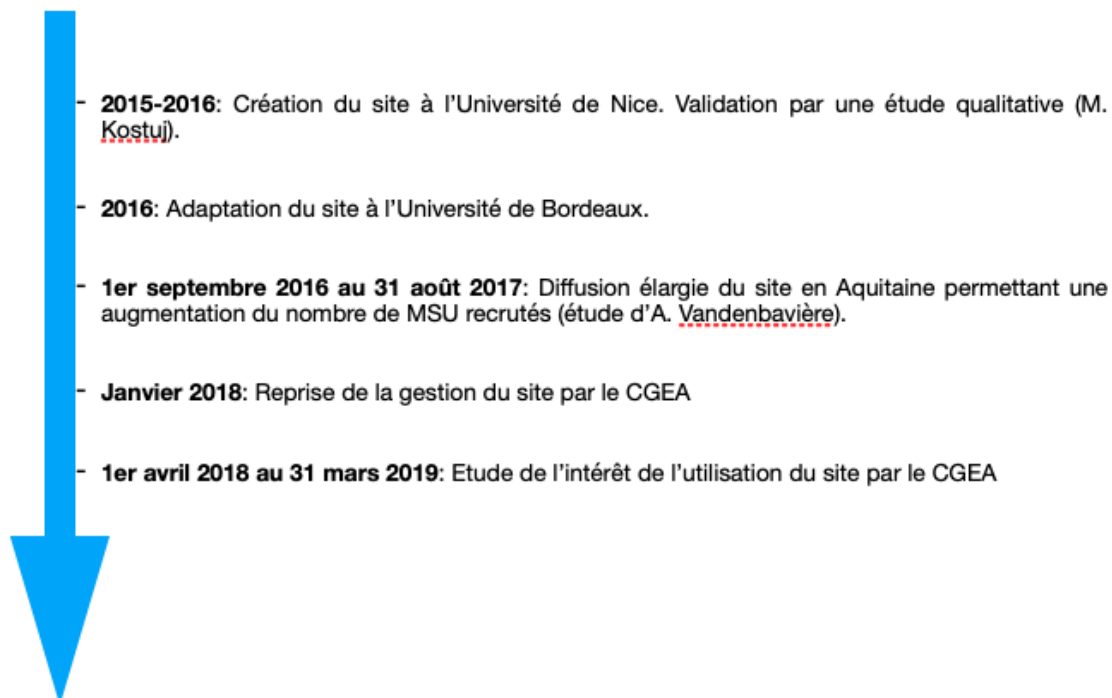 - 2015-2016: Création du site à l'Université de Nice. Validation par une étude qualitative (M.
Kostuj).
- 2016: Adaptation du site à l'Université de Bordeaux.
- 1er septembre 2016 au 31 août 2017: Diffusion élargie du site en Aquitaine permettant une
augmentation du nombre de MSU recrutés (étude d'A. Vandenbavière).
- Janvier 2018: Reprise de la gestion du site par le CGEA
- 1er avril 2018 au 31 mars 2019: Etude de l'intérêt de l'utilisation du site par le CGEA